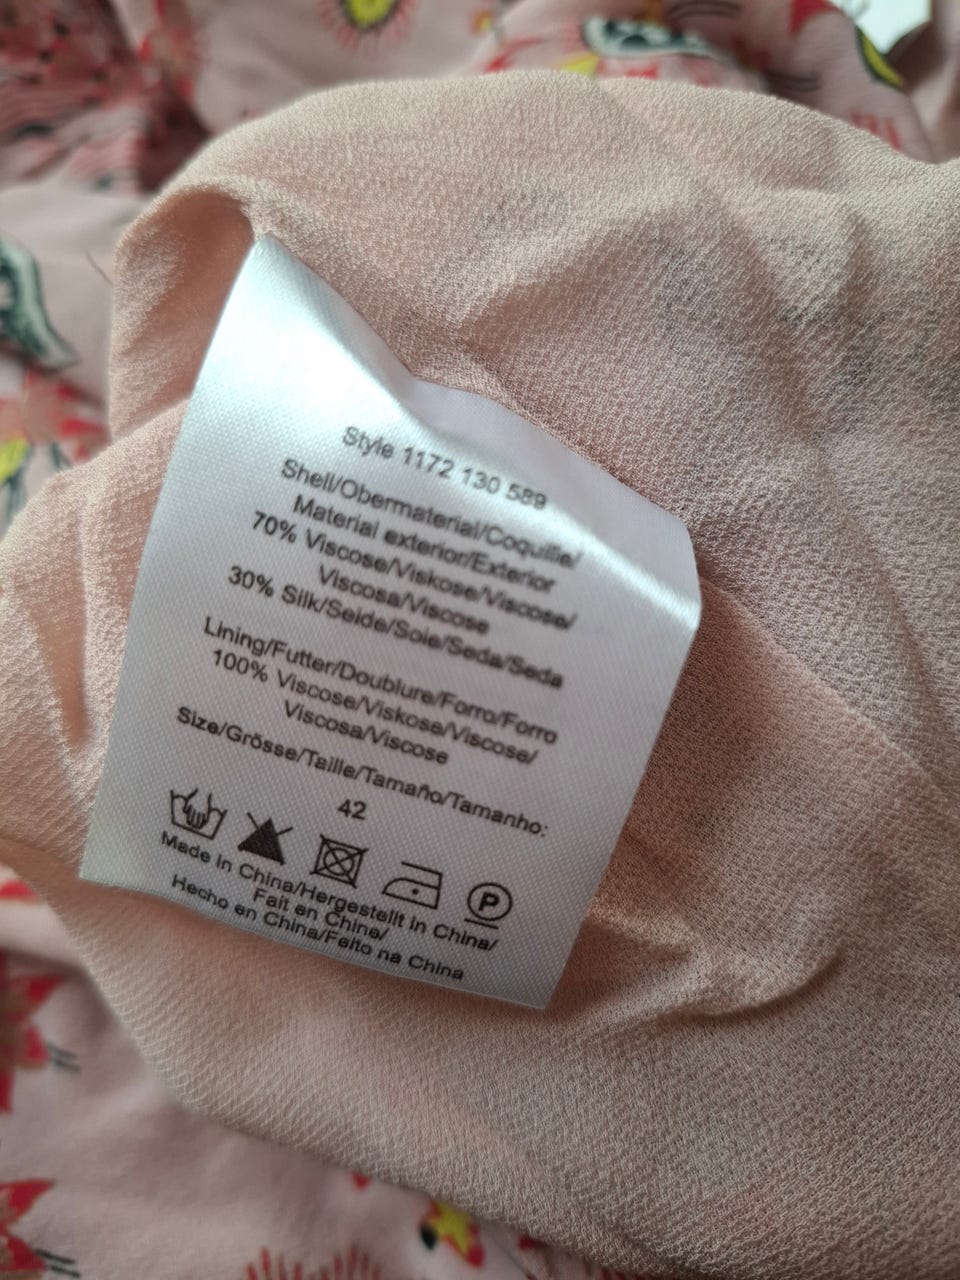 Style 1172 130 589
Shell/Obermaterial/Coquille/
Material exterior/Exterior
70% Viscose/Viskose/Viscose/
Viscosa/Viscose
30% Silk/Seide/Soie/Seda/Seda
Lining/Futter/Doublure/Forro/Forro
100% Viscose/Viskose/Viscose/
Viscosa/Viscose
Size/Grösse/Taille/Tamaño/Tamanho:
42
P
Made in China/Hergestellt in China/
Fait en Chine/
Hecho en China/Feito na China